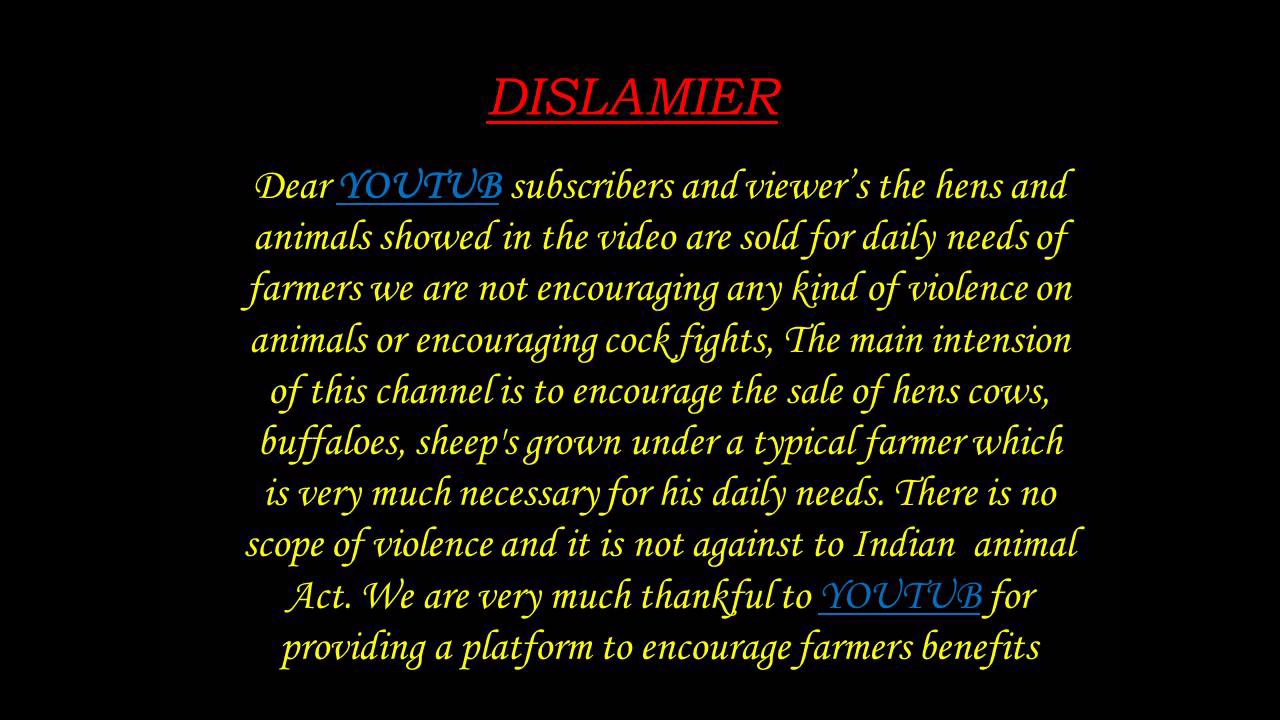 DISLAMIER
Dear YOUTUB subscribers and viewer’s the hens and
animals showed in the video are sold for daily needs of
farmers we are not encouraging any kind of violence on
animals or encouraging cock fights, The main intension
of this channel is to encourage the sale of hens cows,
buffaloes, sheep's grown under a typical farmer which
is very much necessary for his daily needs. There is no
scope of violence and it is not against to Indian animal
Act. We are very much thankful to YOUTUB for
providing a platform to encourage farmers benefits